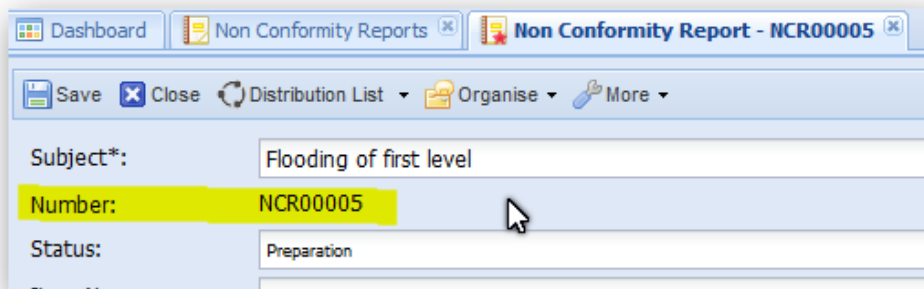 Dashboard Non Conformity Reports Non Conformity Report - NCR00005
Save Close Distribution List Organise More
Subject*: Flooding of first level
Number: NCR00005
Status: Preparation